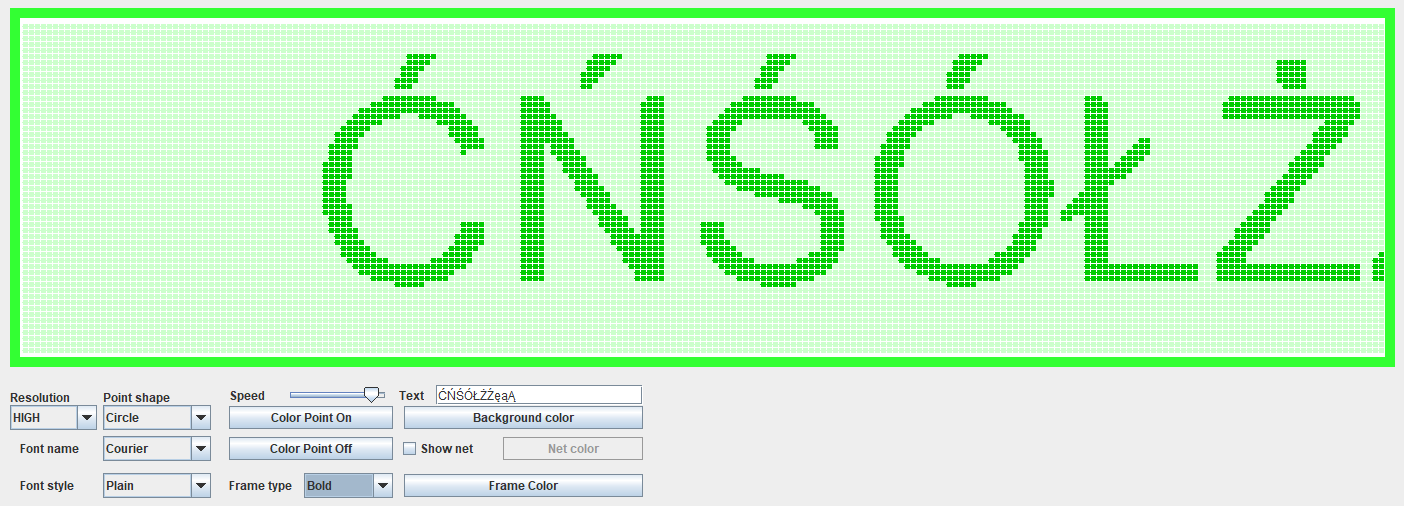 ĆŃŚÓŁŻ
Resolution Point shape Speed Text ĆŃŚÓŁŻŹęąĄ
HIGH Circle Color Point On Background color
Font name Courier Color Point Off Show net Net color
Font style Plain Frame type Bold Frame Color